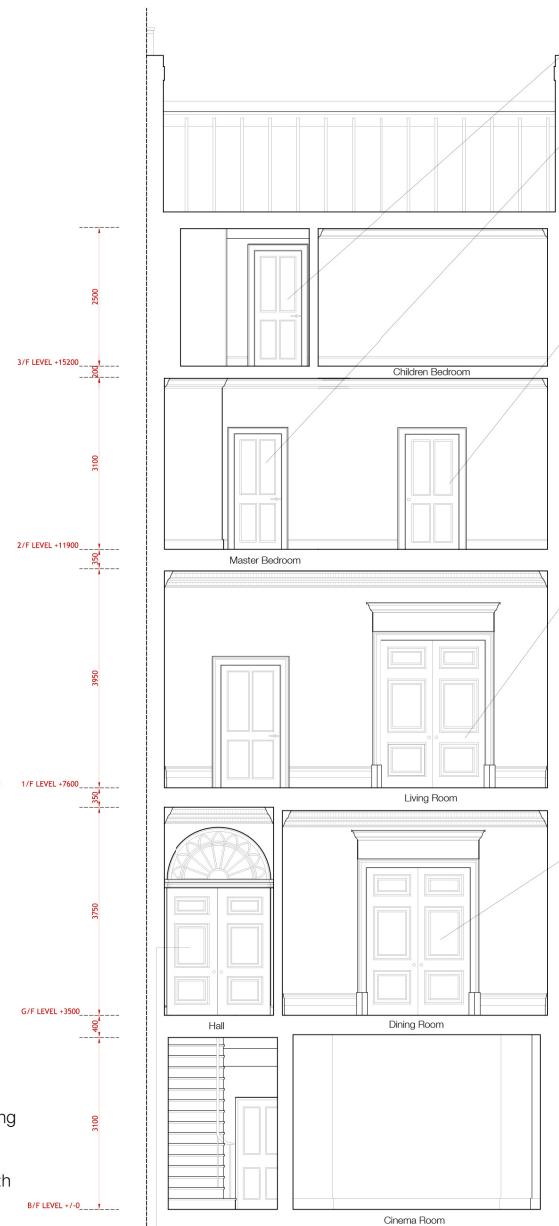 2500
3/F LEVEL +15200
200
Children Bedroom
3100
2/F LEVEL +11900
350
Master Bedroom
3950
1/F LEVEL +7600
350
Living Room
3750
G/F LEVEL +3500
400
Hall
Dining Room
3100
B/F LEVEL +/-0
Cinema Room